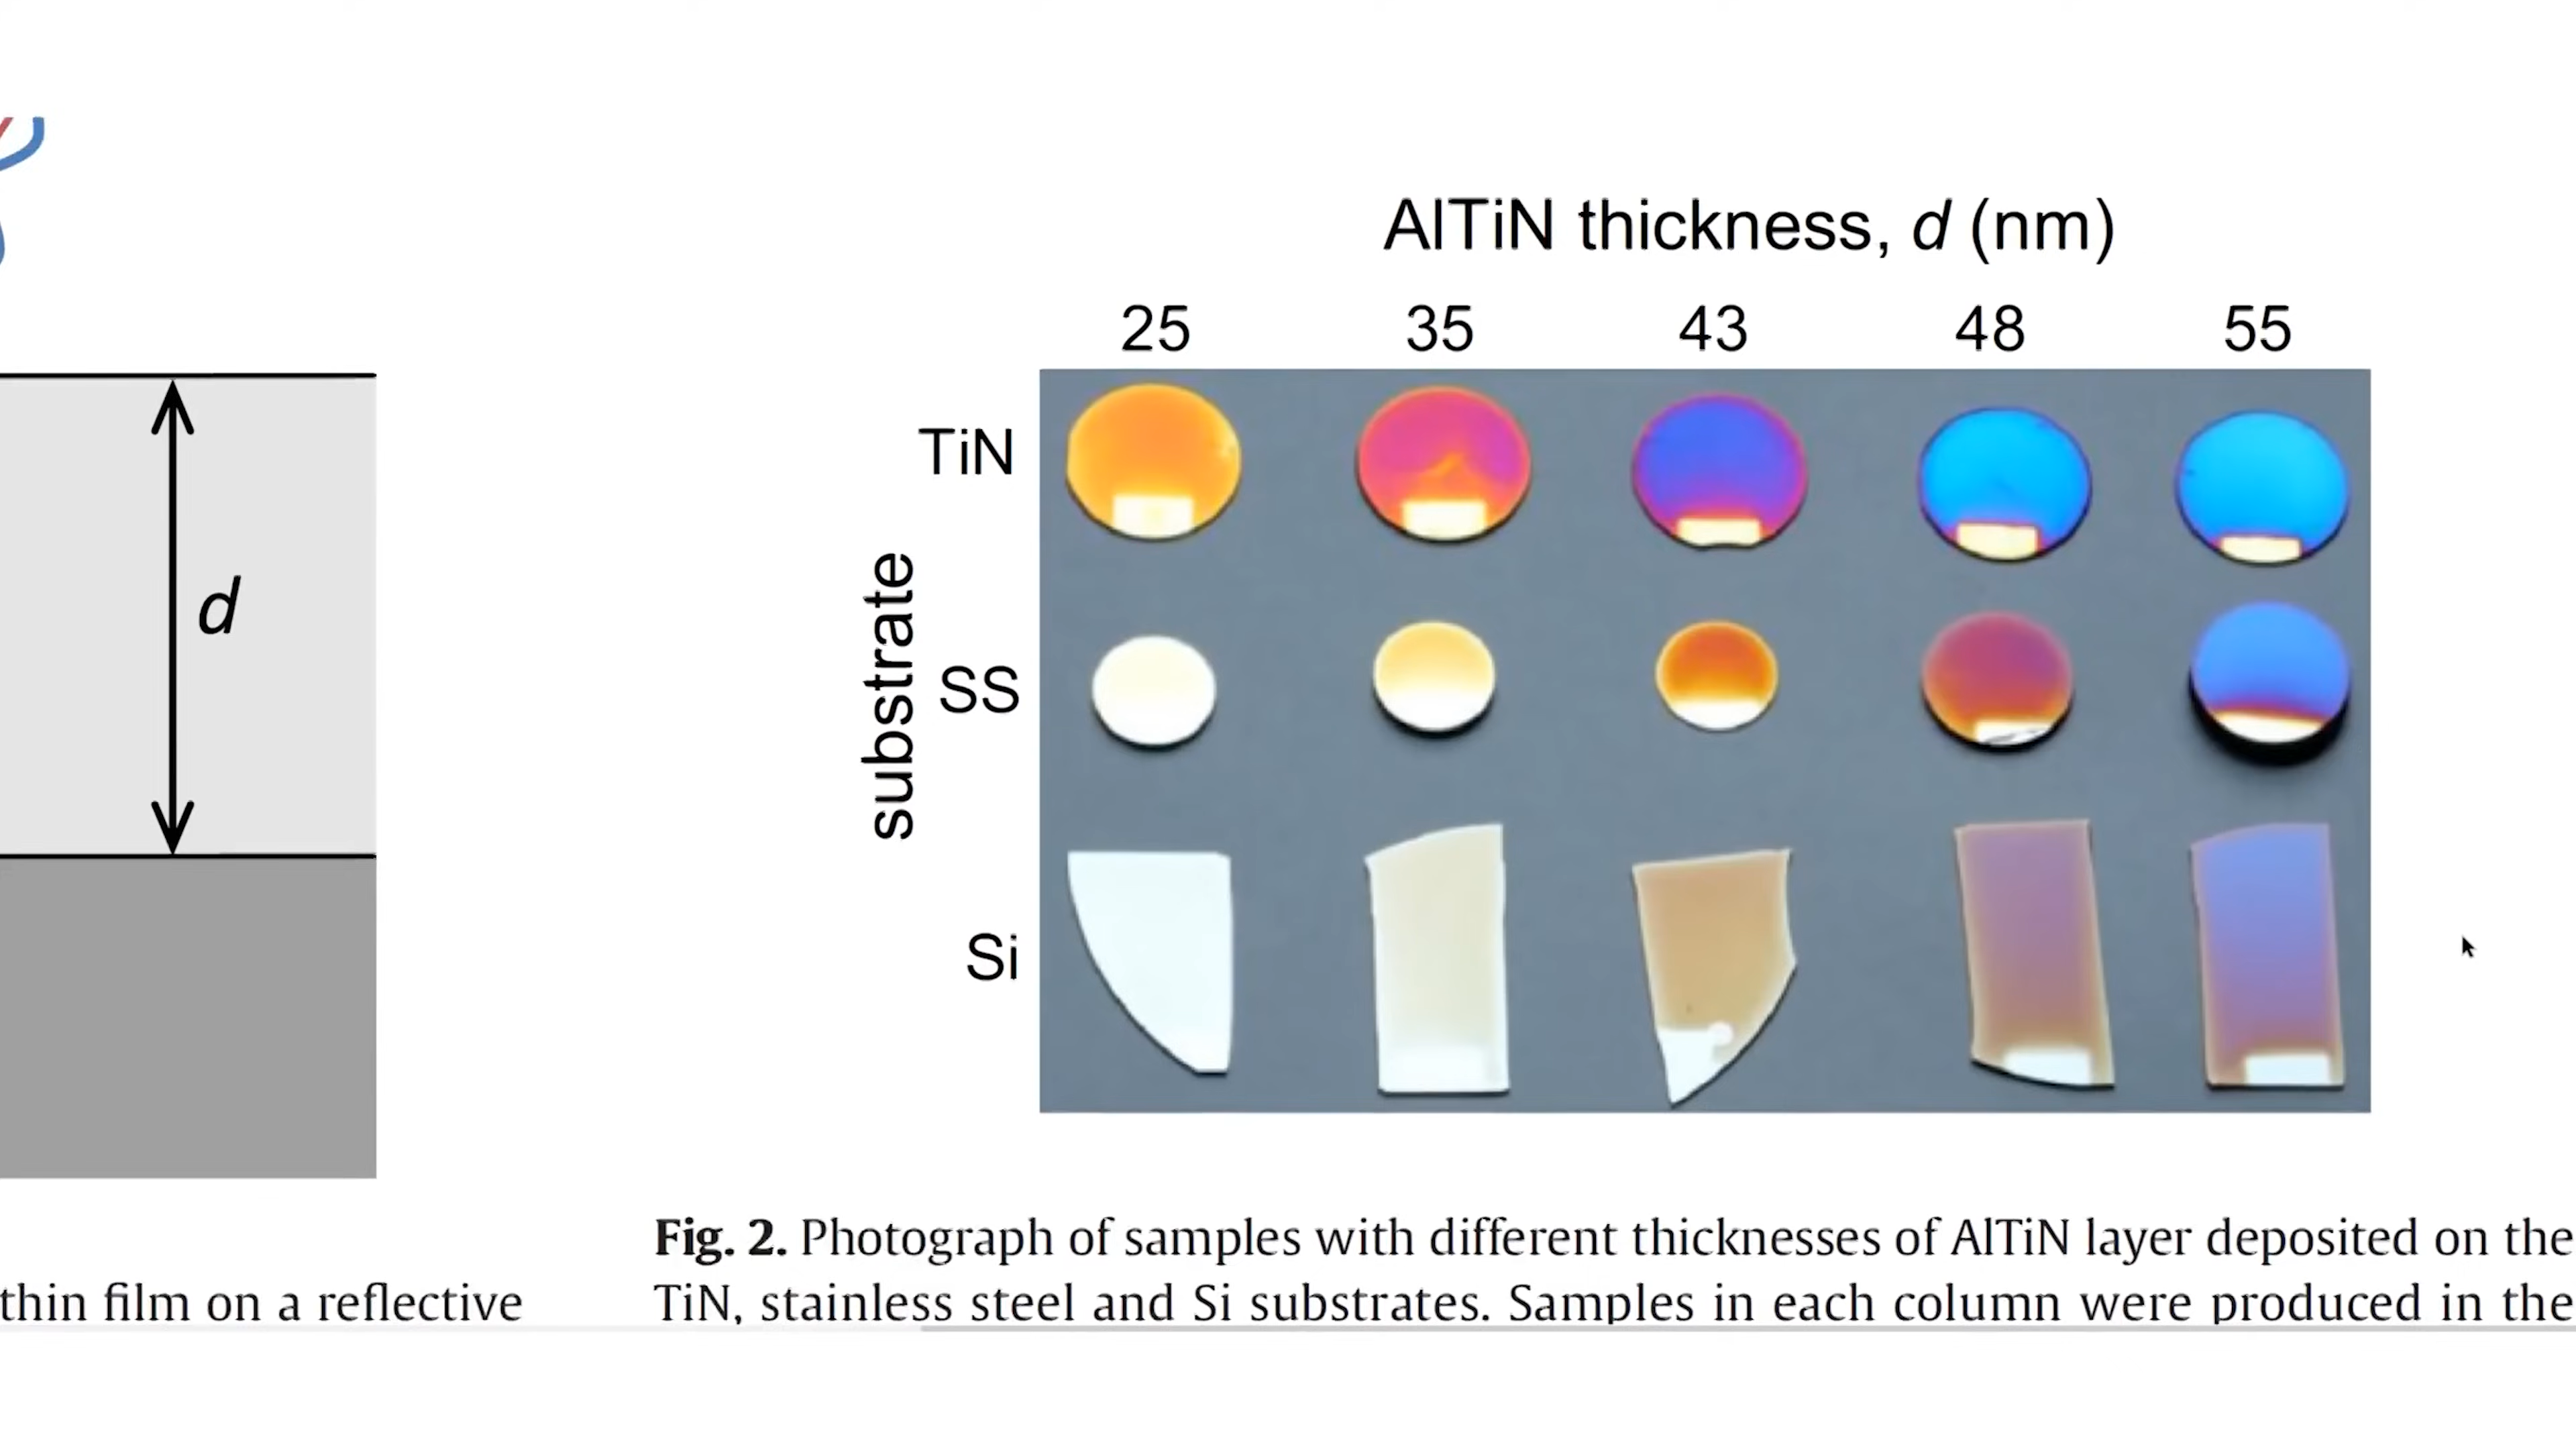 AlTiN thickness, d (nm)
25 35 43 48 55
TiN
substrate
SS
Si
d
Fig. 2. Photograph of samples with different thicknesses of AlTiN layer deposited on the
TiN, stainless steel and Si substrates. Samples in each column were produced in the
thin film on a reflective